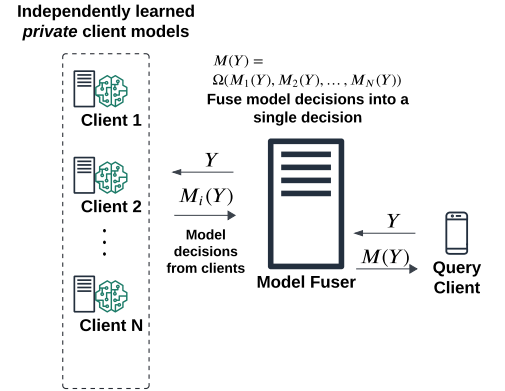 Independently learned
private client models
M(Y) =
Ω(M₁(Y), M₂(Y), … , M_N(Y))
Fuse model decisions into a
single decision
Client 1
Client 2
Client N
Y
M_i(Y)
Model
decisions
from clients
Model Fuser
Y
M(Y)
Query
Client